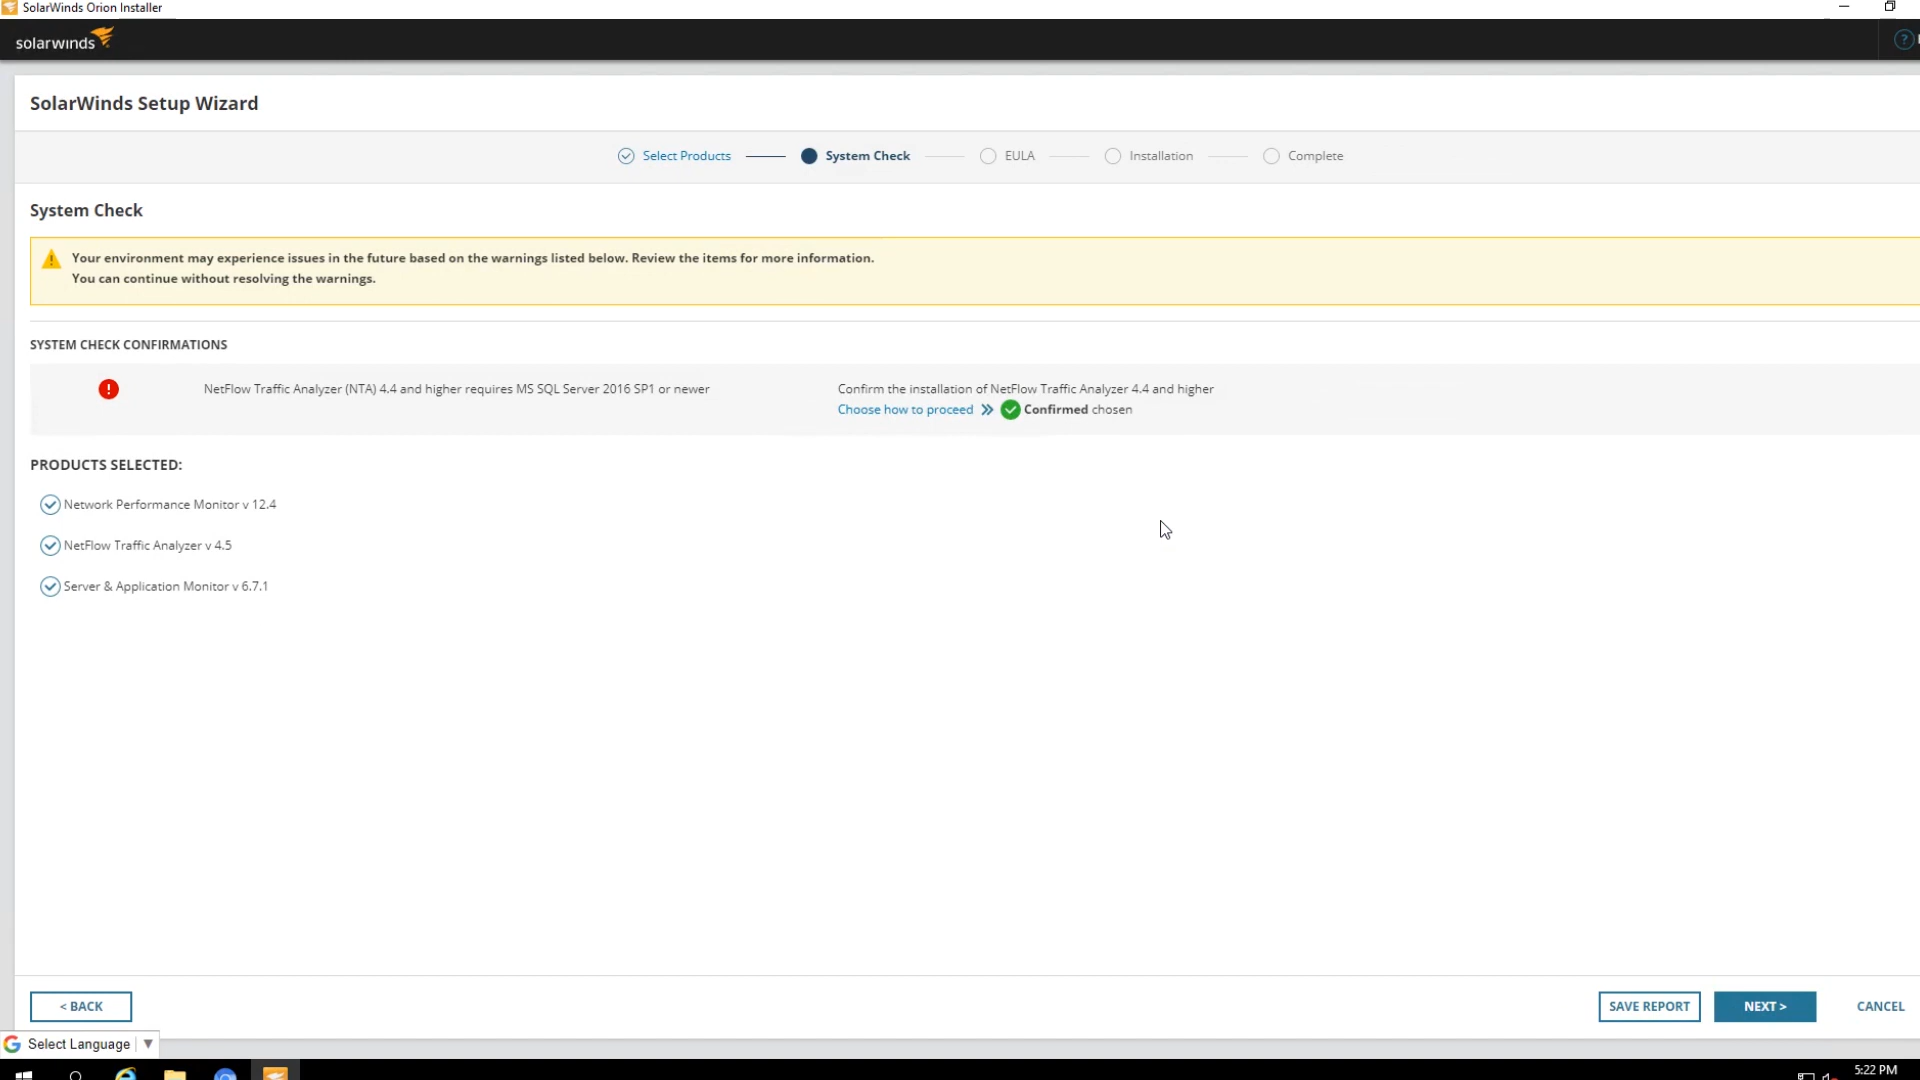 SolarWinds Orion Installer
solarwinds
?
SolarWinds Setup Wizard
Select Products
System Check
EULA
Installation
Complete
System Check
Your environment may experience issues in the future based on the warnings listed below. Review the items for more information.
You can continue without resolving the warnings.
SYSTEM CHECK CONFIRMATIONS
NetFlow Traffic Analyzer (NTA) 4.4 and higher requires MS SQL Server 2016 SP1 or newer
Confirm the installation of NetFlow Traffic Analyzer 4.4 and higher
Choose how to proceed » Confirmed chosen
PRODUCTS SELECTED:
Network Performance Monitor v 12.4
NetFlow Traffic Analyzer v 4.5
Server & Application Monitor v 6.7.1
< BACK
SAVE REPORT
NEXT >
CANCEL
Select Language ▼
5:22 PM